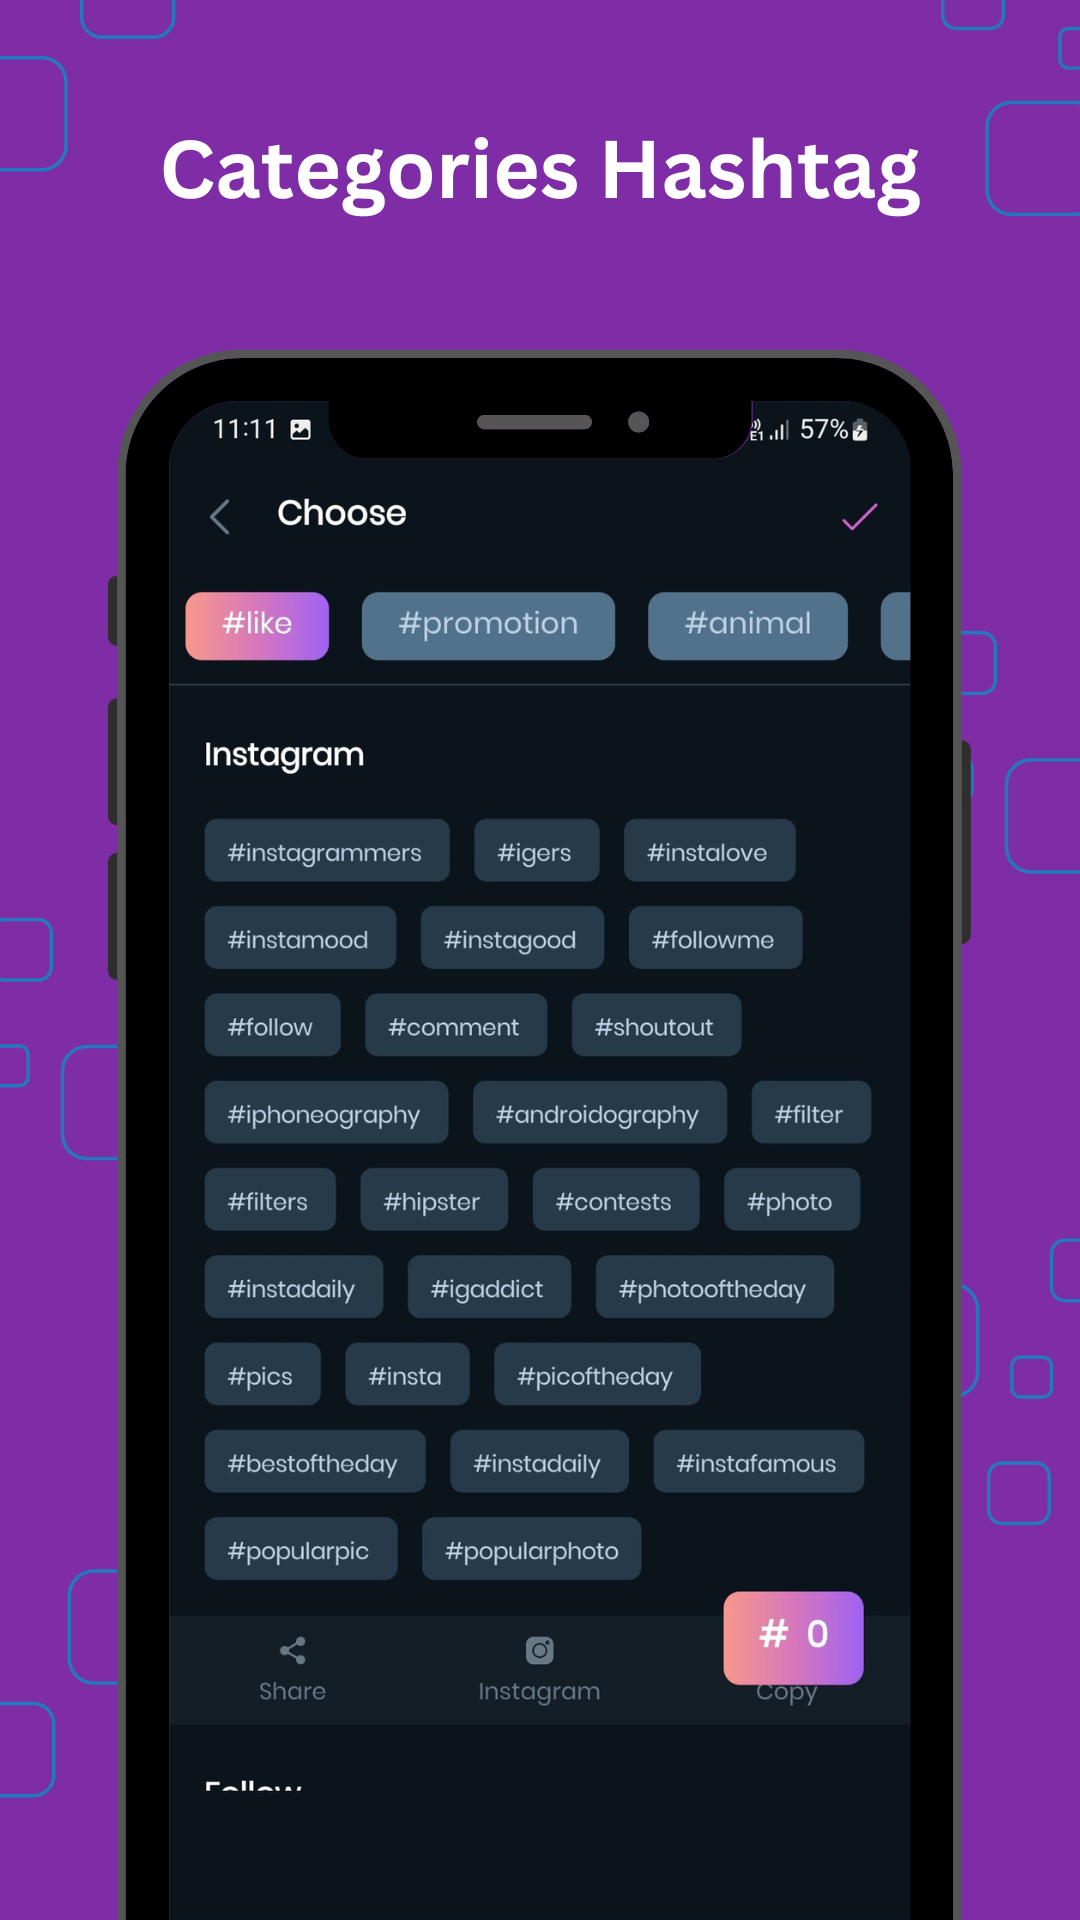 Categories Hashtag
11:11 57%
Choose
#like #promotion #animal
Instagram
#instagrammers #igers #instalove
#instamood #instagood #followme
#follow #comment #shoutout
#iphoneography #androidography #filter
#filters #hipster #contests #photo
#instadaily #igaddict #photooftheday
#pics #insta #picoftheday
#bestoftheday #instadaily #instafamous
#popularpic #popularphoto
# 0
Share Instagram Copy
Follow